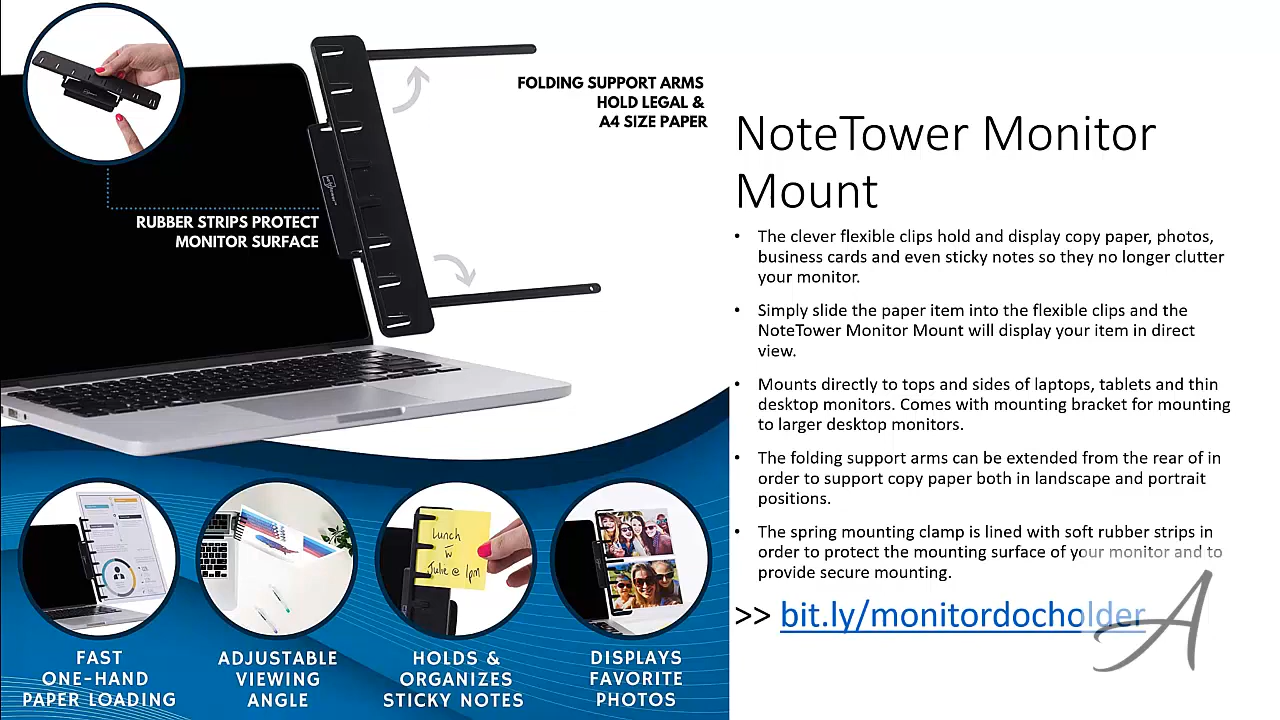 FOLDING SUPPORT ARMS
HOLD LEGAL &
A4 SIZE PAPER
RUBBER STRIPS PROTECT
MONITOR SURFACE
Lunch
w
Julie @ 1pm
FAST
ONE-HAND
PAPER LOADING
ADJUSTABLE
VIEWING
ANGLE
HOLDS &
ORGANIZES
STICKY NOTES
DISPLAYS
FAVORITE
PHOTOS
NoteTower Monitor
Mount
• The clever flexible clips hold and display copy paper, photos,
business cards and even sticky notes so they no longer clutter
your monitor.
• Simply slide the paper item into the flexible clips and the
NoteTower Monitor Mount will display your item in direct
view.
• Mounts directly to tops and sides of laptops, tablets and thin
desktop monitors. Comes with mounting bracket for mounting
to larger desktop monitors.
• The folding support arms can be extended from the rear of in
order to support copy paper both in landscape and portrait
positions.
• The spring mounting clamp is lined with soft rubber strips in
order to protect the mounting surface of your monitor and to
provide secure mounting.
>> bit.ly/monitordocholder
A